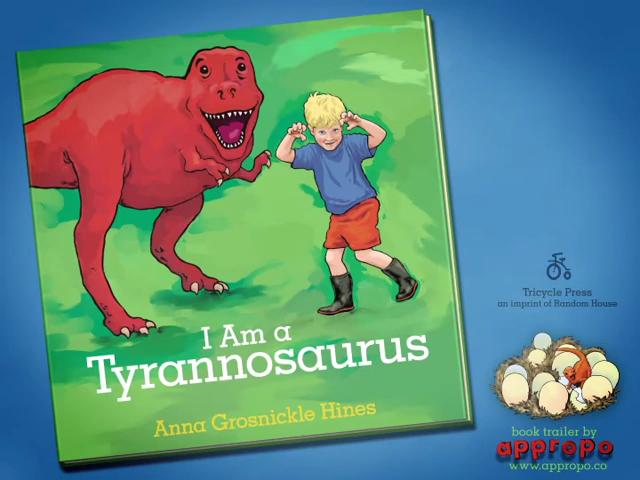 I Am a
Tyrannosaurus
Anna Grosnickle Hines
Tricycle Press
an imprint of Random House
book trailer by
appropo
www.appropo.co